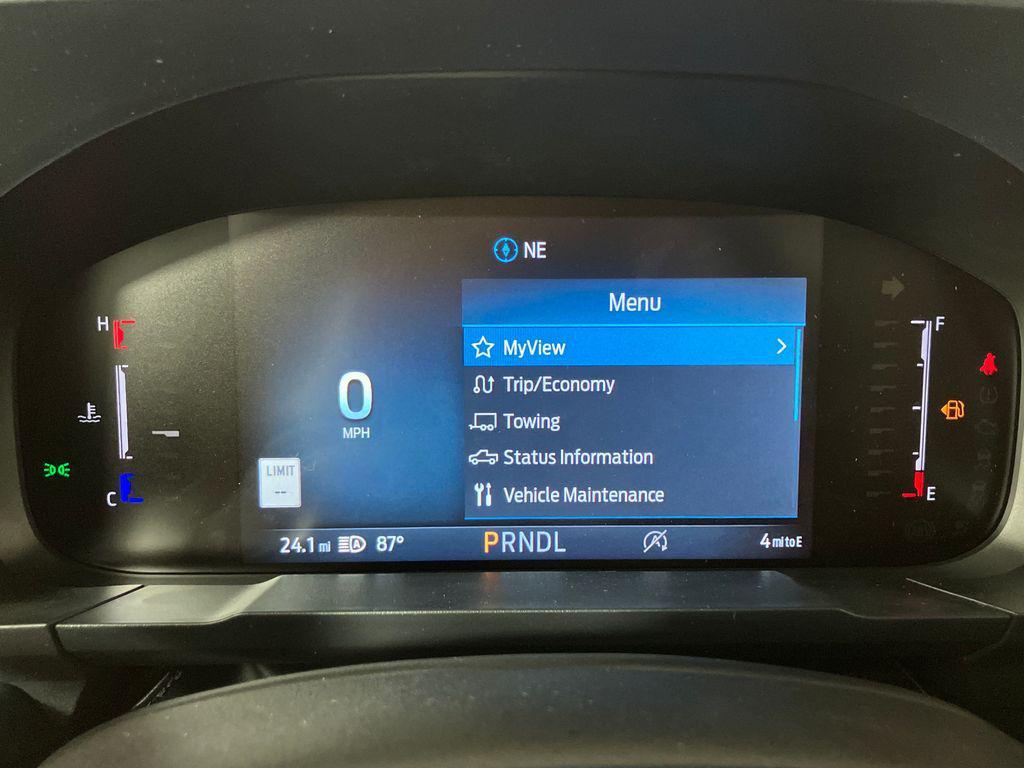 NE
Menu
H
F
MyView
0
MPH
Trip/Economy
Towing
Status Information
LIMIT
--
Vehicle Maintenance
C
E
24.1 mi
A
87°
PRNDL
A
4 mi to E